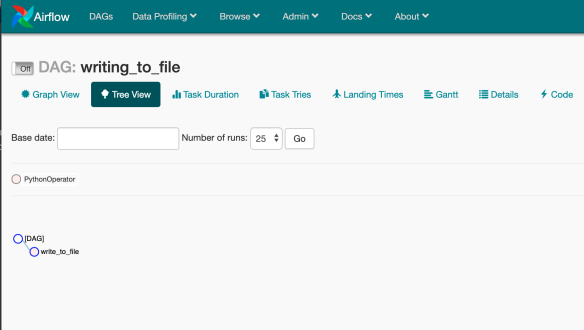 Airflow DAGs Data Profiling Browse Admin Docs About
Off DAG: writing_to_file
Graph View Tree View Task Duration Task Tries Landing Times Gantt Details Code
Base date: Number of runs: 25 Go
PythonOperator
[DAG]
write_to_file